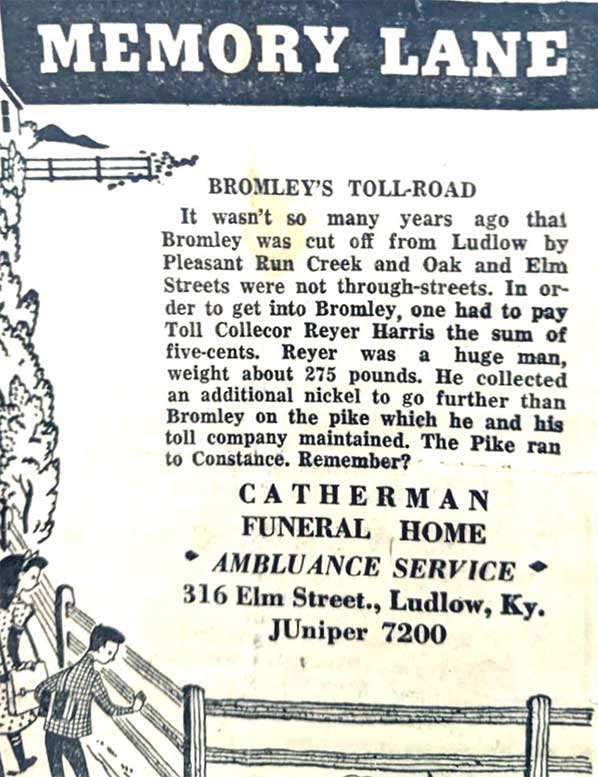 MEMORY LANE
BROMLEY'S TOLL-ROAD
It wasn't so many years ago that
Bromley was cut off from Ludlow by
Pleasant Run Creek and Oak and Elm
Streets were not through-streets. In or-
der to get into Bromley, one had to pay
Toll Collecor Reyer Harris the sum of
five-cents. Reyer was a huge man,
weight about 275 pounds. He collected
an additional nickel to go further than
Bromley on the pike which he and his
toll company maintained. The Pike ran
to Constance. Remember?
CATHERMAN
FUNERAL HOME
AMBLUANCE SERVICE
316 Elm Street., Ludlow, Ky.
JUniper 7200